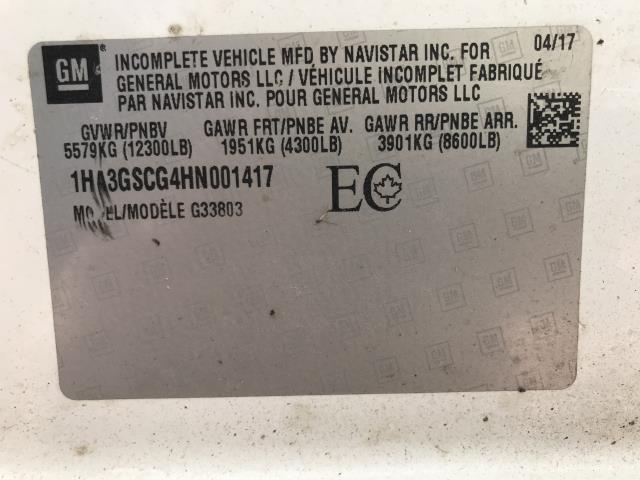 GM
INCOMPLETE VEHICLE MFD BY NAVISTAR INC. FOR
04/17
GENERAL MOTORS LLC / VÉHICULE INCOMPLET FABRIQUÉ
PAR NAVISTAR INC. POUR GENERAL MOTORS LLC
GVWR/PNBV GAWR FRT/PNBE AV. GAWR RR/PNBE ARR.
5579KG (12300LB) 1951KG (4300LB) 3901KG (8600LB)
1HA3GSCG4HN001417
EC
MODEL/MODÈLE G33803